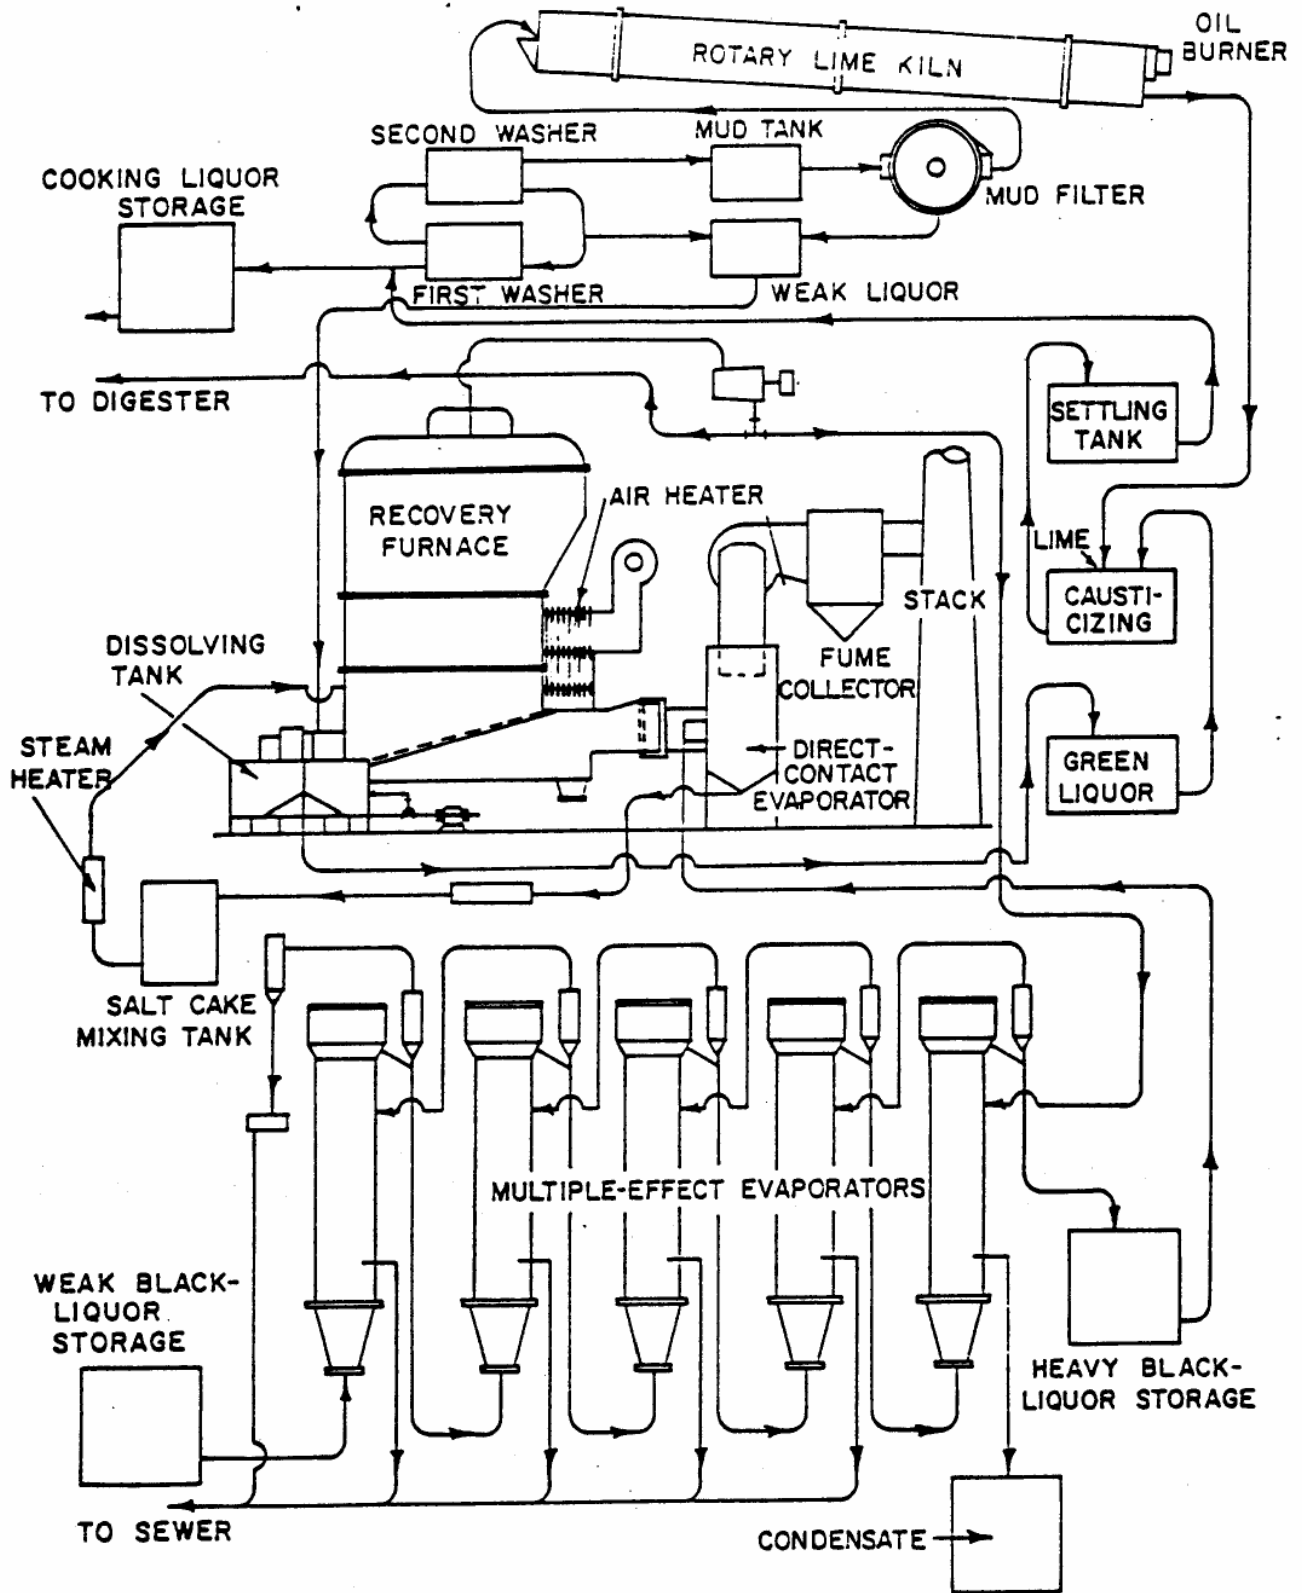 OIL
BURNER
ROTARY LIME KILN
SECOND WASHER
MUD TANK
COOKING LIQUOR
STORAGE
MUD FILTER
FIRST WASHER
WEAK LIQUOR
TO DIGESTER
SETTLING
TANK
AIR HEATER
RECOVERY
FURNACE
LIME
STACK
CAUSTI-
CIZING
DISSOLVING
TANK
FUME
COLLECTOR
STEAM
HEATER
DIRECT-
CONTACT
EVAPORATOR
GREEN
LIQUOR
SALT CAKE
MIXING TANK
MULTIPLE-EFFECT EVAPORATORS
WEAK BLACK-
LIQUOR
STORAGE
HEAVY BLACK-
LIQUOR STORAGE
TO SEWER
CONDENSATE